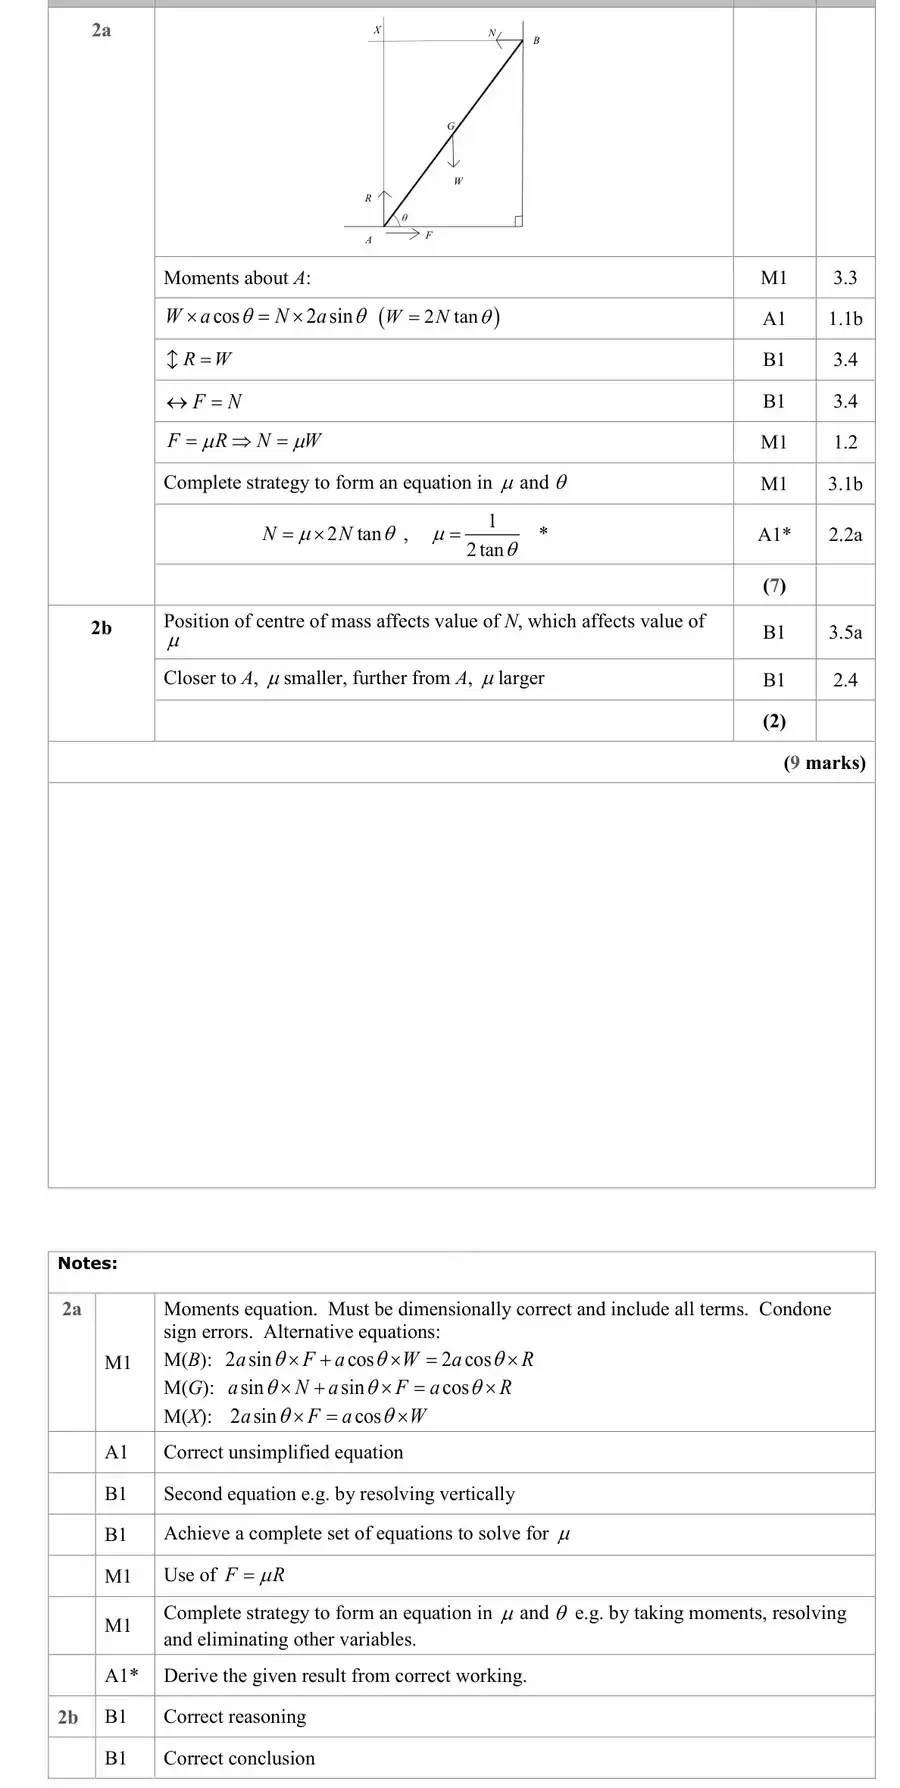 2a
X
N
B
G
W
R
θ
A
F
Moments about A: M1 3.3
W × a cos θ = N × 2a sin θ (W = 2N tan θ) A1 1.1b
↕ R = W B1 3.4
↔ F = N B1 3.4
F = μR ⇒ N = μW M1 1.2
Complete strategy to form an equation in μ and θ M1 3.1b
N = μ × 2N tan θ , μ = 1 / (2 tan θ) * A1* 2.2a
(7)
2b Position of centre of mass affects value of N, which affects value of
μ B1 3.5a
Closer to A, μ smaller, further from A, μ larger B1 2.4
(2)
(9 marks)
Notes:
2a Moments equation. Must be dimensionally correct and include all terms. Condone
sign errors. Alternative equations:
M1 M(B): 2a sin θ × F + a cos θ × W = 2a cos θ × R
M(G): a sin θ × N + a sin θ × F = a cos θ × R
M(X): 2a sin θ × F = a cos θ × W
A1 Correct unsimplified equation
B1 Second equation e.g. by resolving vertically
B1 Achieve a complete set of equations to solve for μ
M1 Use of F = μR
M1 Complete strategy to form an equation in μ and θ e.g. by taking moments, resolving
and eliminating other variables.
A1* Derive the given result from correct working.
2b B1 Correct reasoning
B1 Correct conclusion